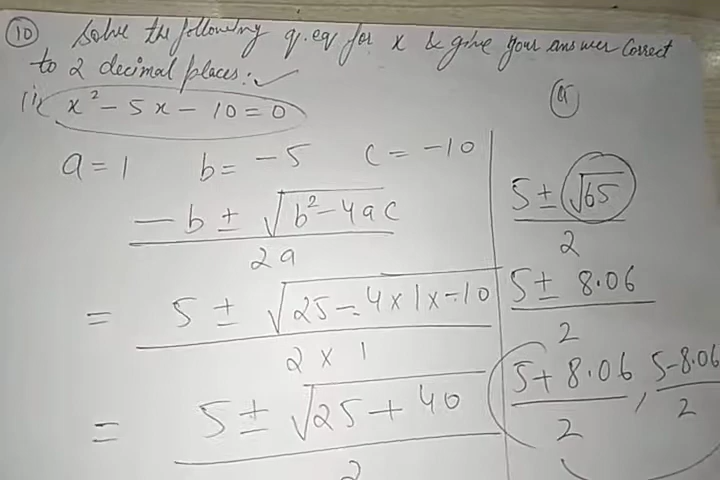 10 Solve the following q.eq for x & give your answer Correct
to 2 decimal places:
(i) x² - 5x - 10 = 0
a = 1 b = -5 c = -10
-b ± √b² - 4ac
2a
= 5 ± √25 - 4 × 1 × -10
2 × 1
= 5 ± √25 + 40
2
5 ± √65
2
5 ± 8.06
2
5 + 8.06 , 5 - 8.06
2 2